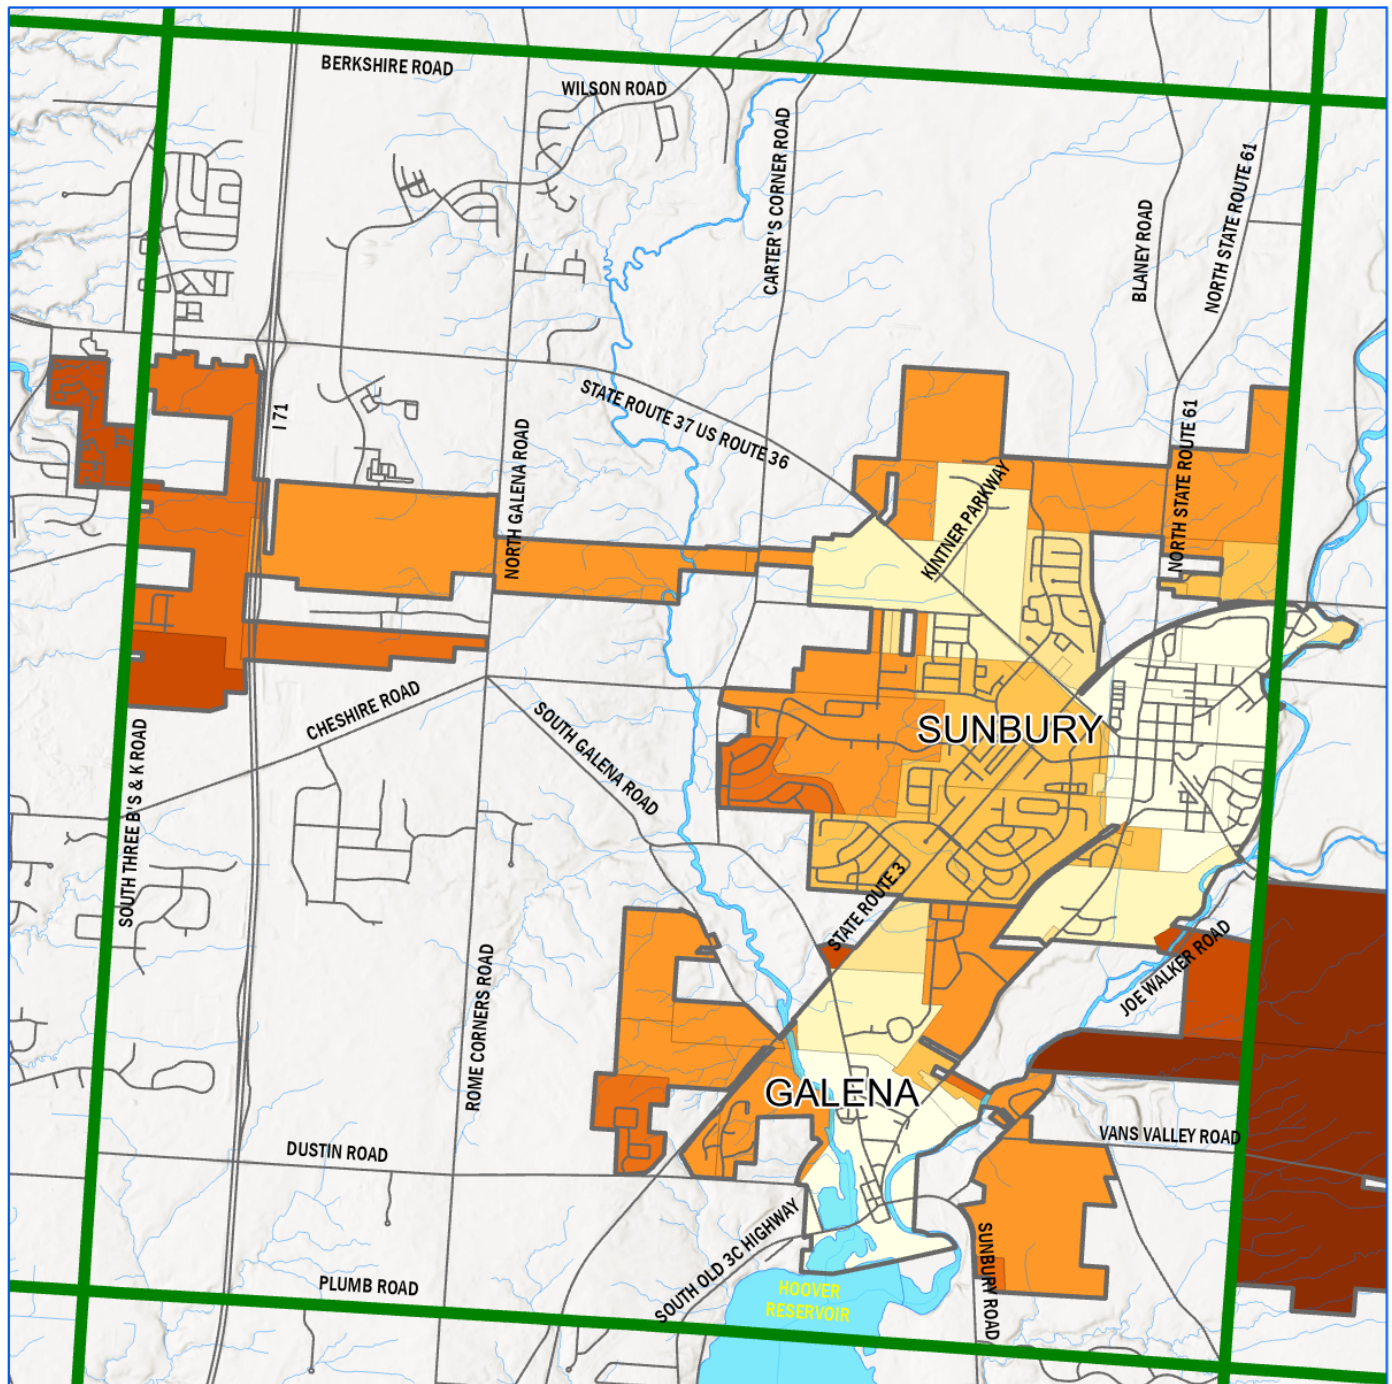 BERKSHIRE ROAD
WILSON ROAD
CARTER'S CORNER ROAD
BLANEY ROAD
NORTH STATE ROUTE 61
I 71
STATE ROUTE 37 US ROUTE 36
NORTH GALENA ROAD
KINTNER PARKWAY
NORTH STATE ROUTE 61
CHESHIRE ROAD
SOUTH GALENA ROAD
SUNBURY
SOUTH THREE B'S & K ROAD
STATE ROUTE 3
JOE WALKER ROAD
ROME CORNERS ROAD
GALENA
VANS VALLEY ROAD
DUSTIN ROAD
SOUTH OLD 3C HIGHWAY
SUNBURY ROAD
PLUMB ROAD
HOOVER
RESERVOIR